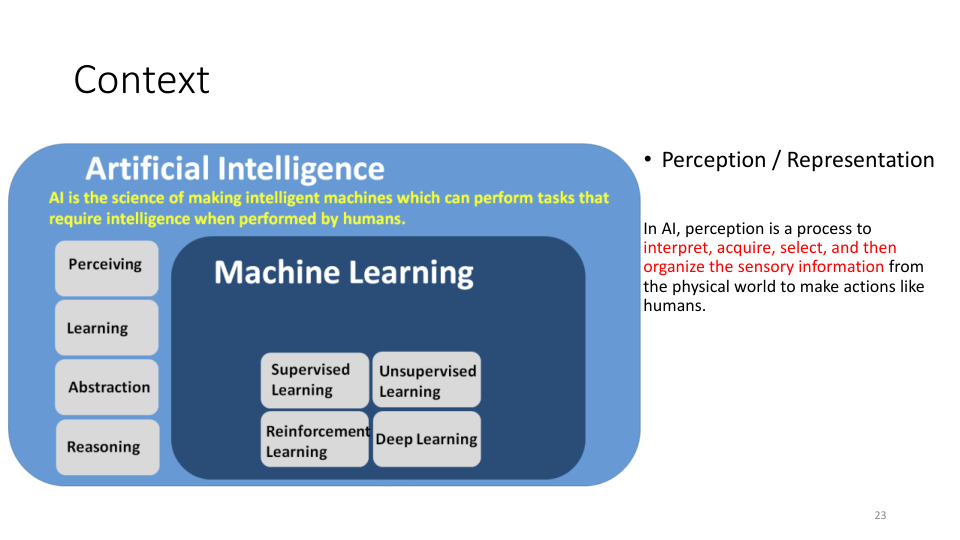 Context
Artificial Intelligence
AI is the science of making intelligent machines which can perform tasks that
require intelligence when performed by humans.
Perceiving
Learning
Abstraction
Reasoning
Machine Learning
Supervised
Learning
Unsupervised
Learning
Reinforcement
Learning
Deep Learning
• Perception / Representation
In AI, perception is a process to
interpret, acquire, select, and then
organize the sensory information from
the physical world to make actions like
humans.
23